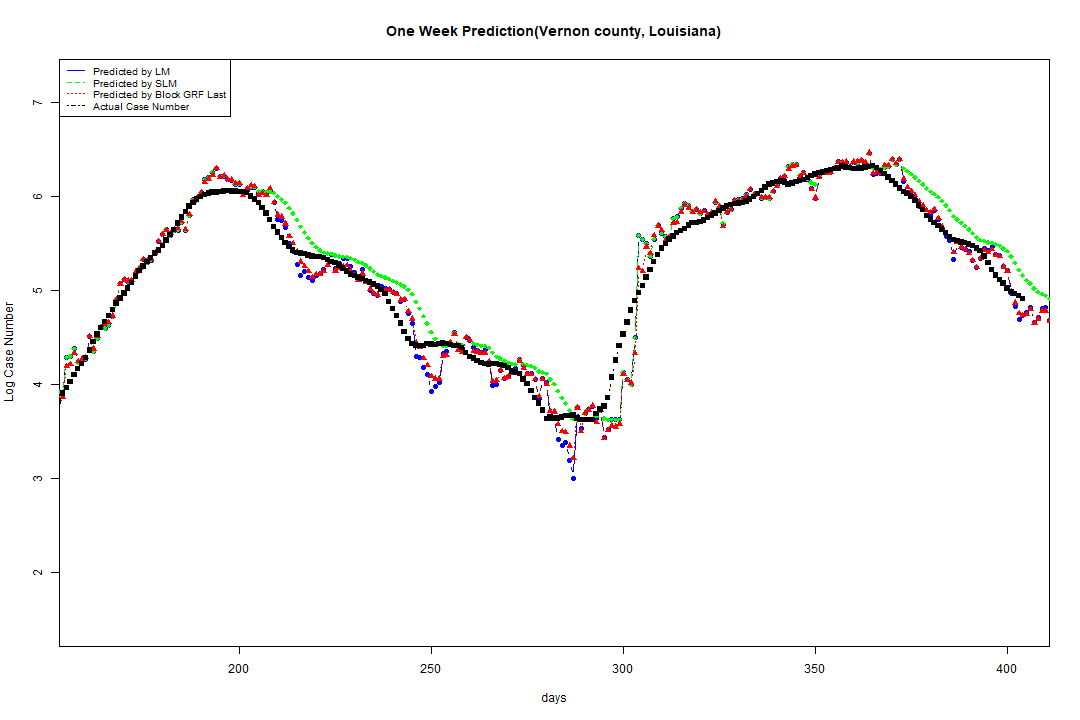 One Week Prediction(Vernon county, Louisiana)
Predicted by LM
Predicted by SLM
Predicted by Block GRF Last
Actual Case Number
7
6
5
4
3
2
Log Case Number
200 250 300 350 400
days